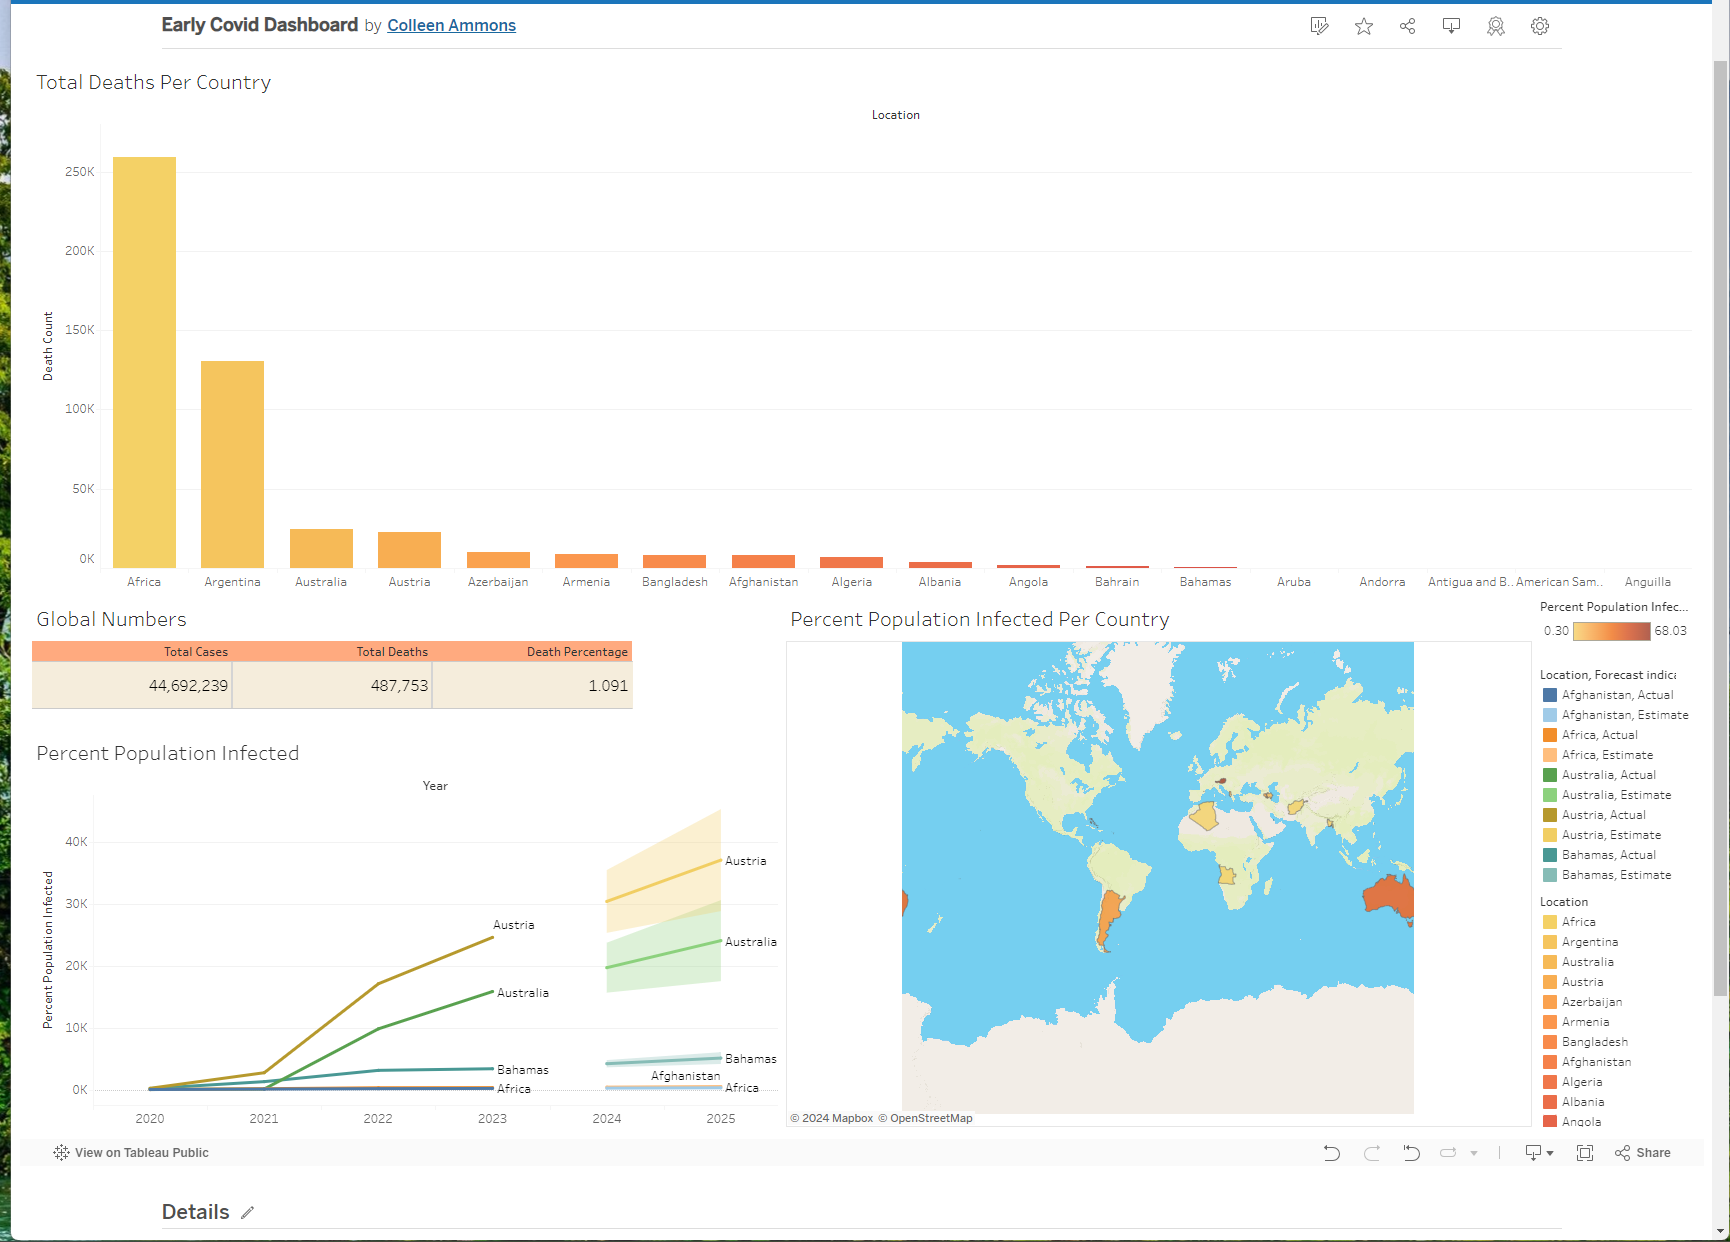 Early Covid Dashboard by Colleen Ammons
Total Deaths Per Country
Location
Death Count
250K
200K
150K
100K
50K
0K
Africa Argentina Australia Austria Azerbaijan Armenia Bangladesh Afghanistan Algeria Albania Angola Bahrain Bahamas Aruba Andorra Antigua and B.. American Sam.. Anguilla
Global Numbers
Total Cases Total Deaths Death Percentage
44,692,239 487,753 1.091
Percent Population Infected
Year
Percent Population Infected
40K
30K
20K
10K
0K
Austria
Australia
Bahamas
Africa
Austria
Australia
Bahamas
Afghanistan
Africa
2020 2021 2022 2023 2024 2025
Percent Population Infected Per Country
© 2024 Mapbox © OpenStreetMap
Percent Population Infec...
0.30 68.03
Location, Forecast indica
Afghanistan, Actual
Afghanistan, Estimate
Africa, Actual
Africa, Estimate
Australia, Actual
Australia, Estimate
Austria, Actual
Austria, Estimate
Bahamas, Actual
Bahamas, Estimate
Location
Africa
Argentina
Australia
Austria
Azerbaijan
Armenia
Bangladesh
Afghanistan
Algeria
Albania
Angola
View on Tableau Public
Share
Details